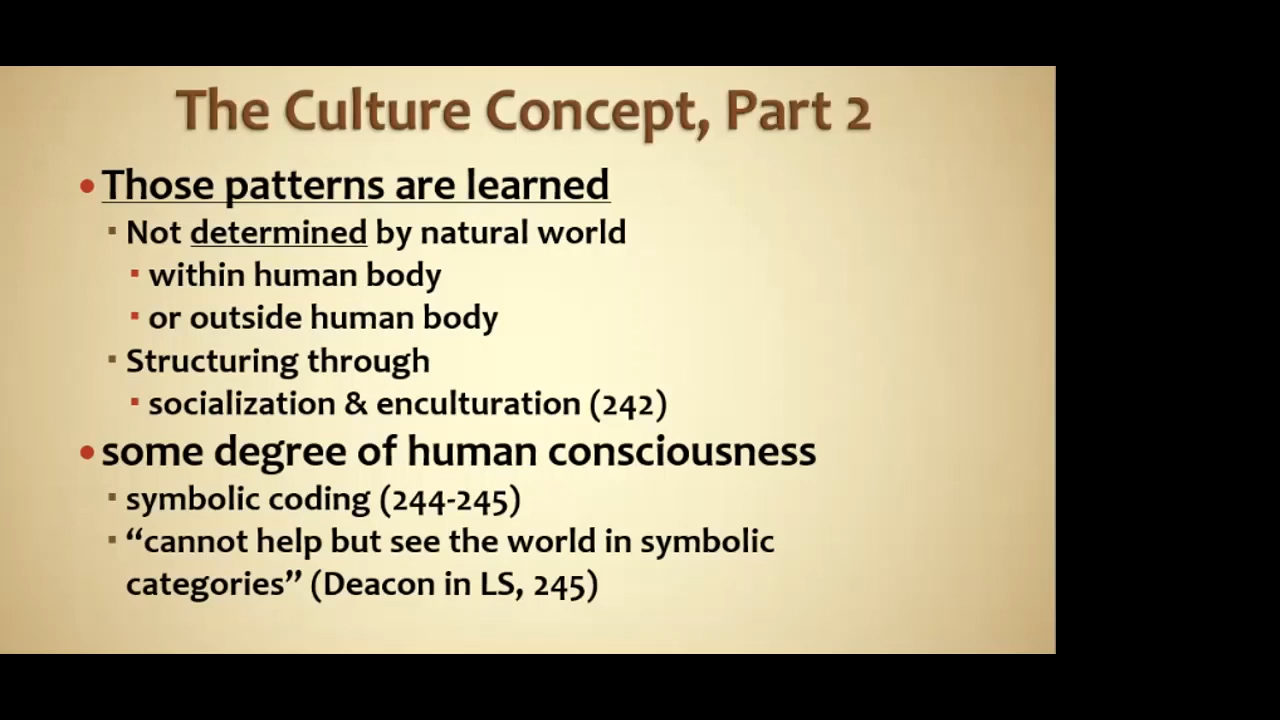 The Culture Concept, Part 2
• Those patterns are learned
▪ Not determined by natural world
▪ within human body
▪ or outside human body
▪ Structuring through
▪ socialization & enculturation (242)
• some degree of human consciousness
▪ symbolic coding (244-245)
▪ “cannot help but see the world in symbolic
categories” (Deacon in LS, 245)